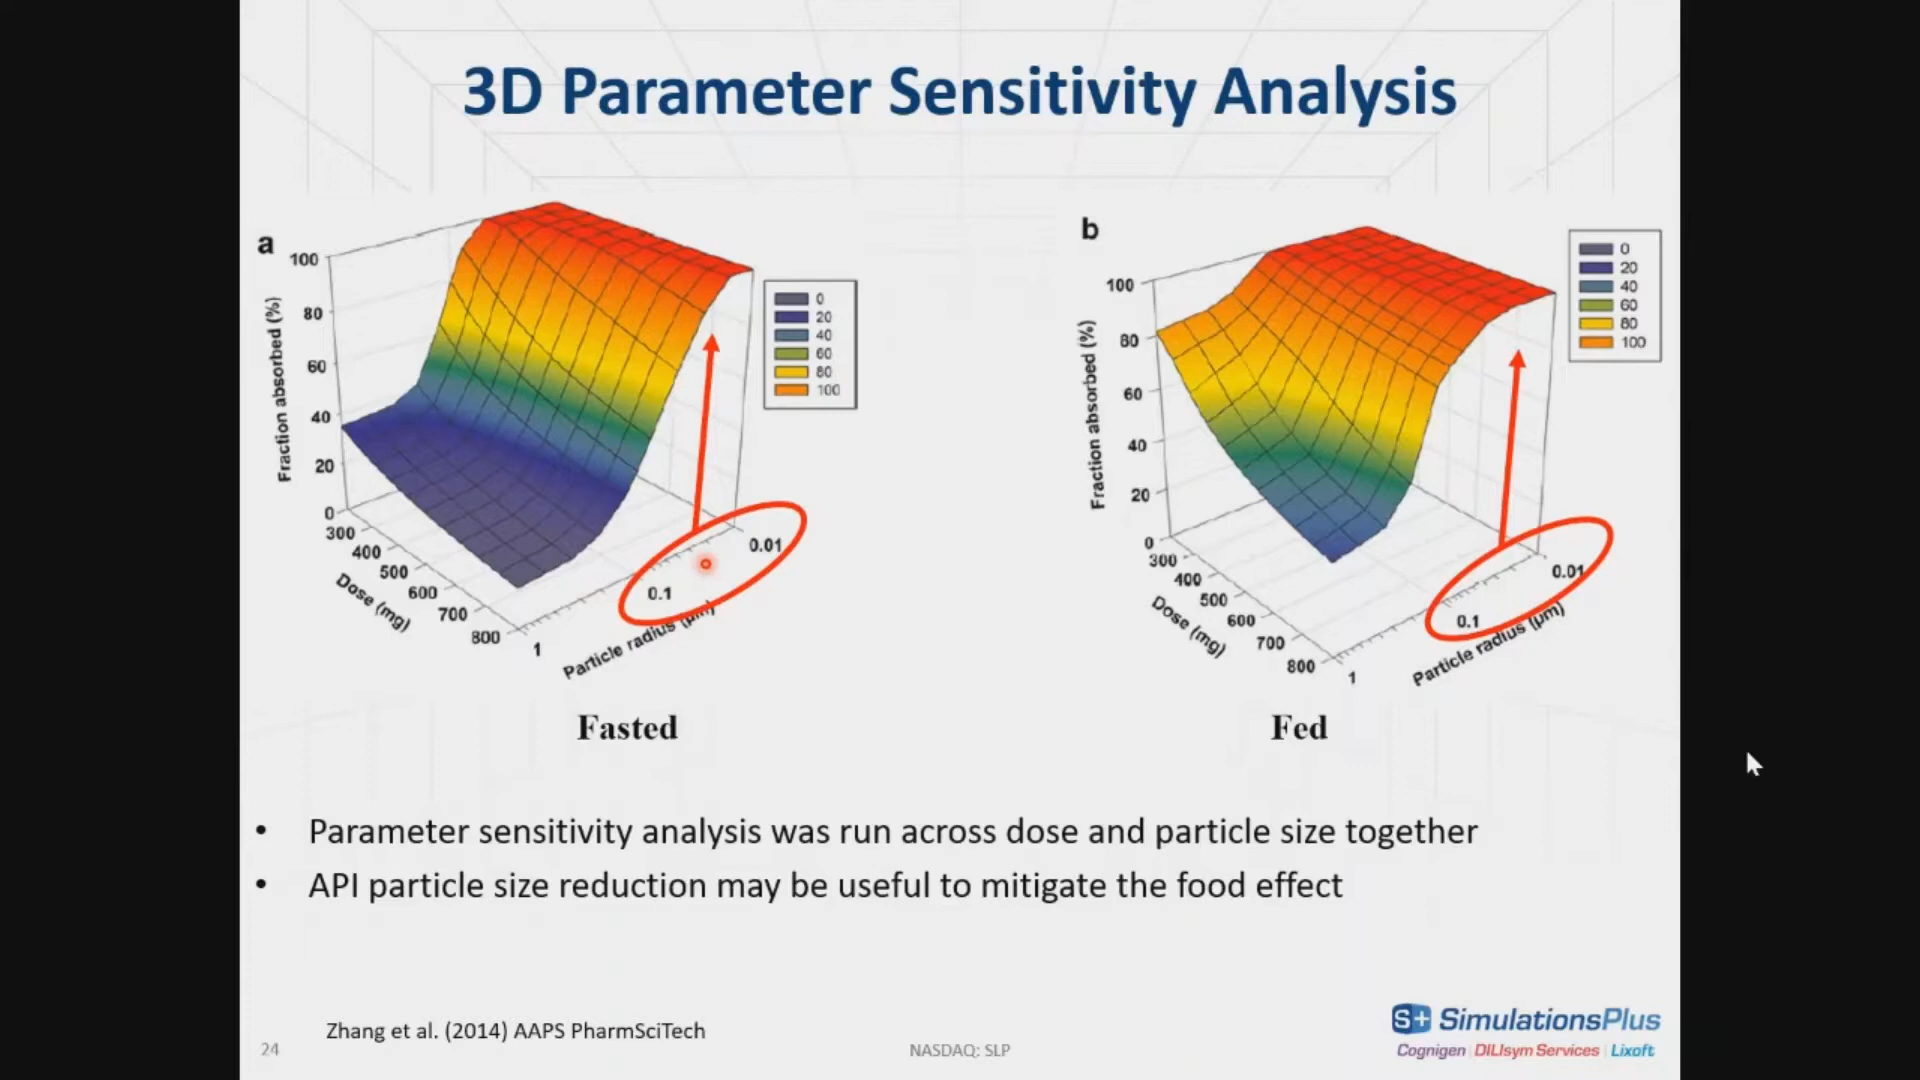 3D Parameter Sensitivity Analysis
a
100
80
60
40
20
0
Fraction absorbed (%)
300
400
500
600
700
800
Dose (mg)
1
0.1
0.01
Particle radius (µm)
0
20
40
60
80
100
Fasted
b
100
80
60
40
20
0
Fraction absorbed (%)
300
400
500
600
700
800
Dose (mg)
1
0.1
0.01
Particle radius (µm)
0
20
40
60
80
100
Fed
• Parameter sensitivity analysis was run across dose and particle size together
• API particle size reduction may be useful to mitigate the food effect
Zhang et al. (2014) AAPS PharmSciTech
24
NASDAQ: SLP
S+ SimulationsPlus
Cognigen | DILIsym Services | Lixoft